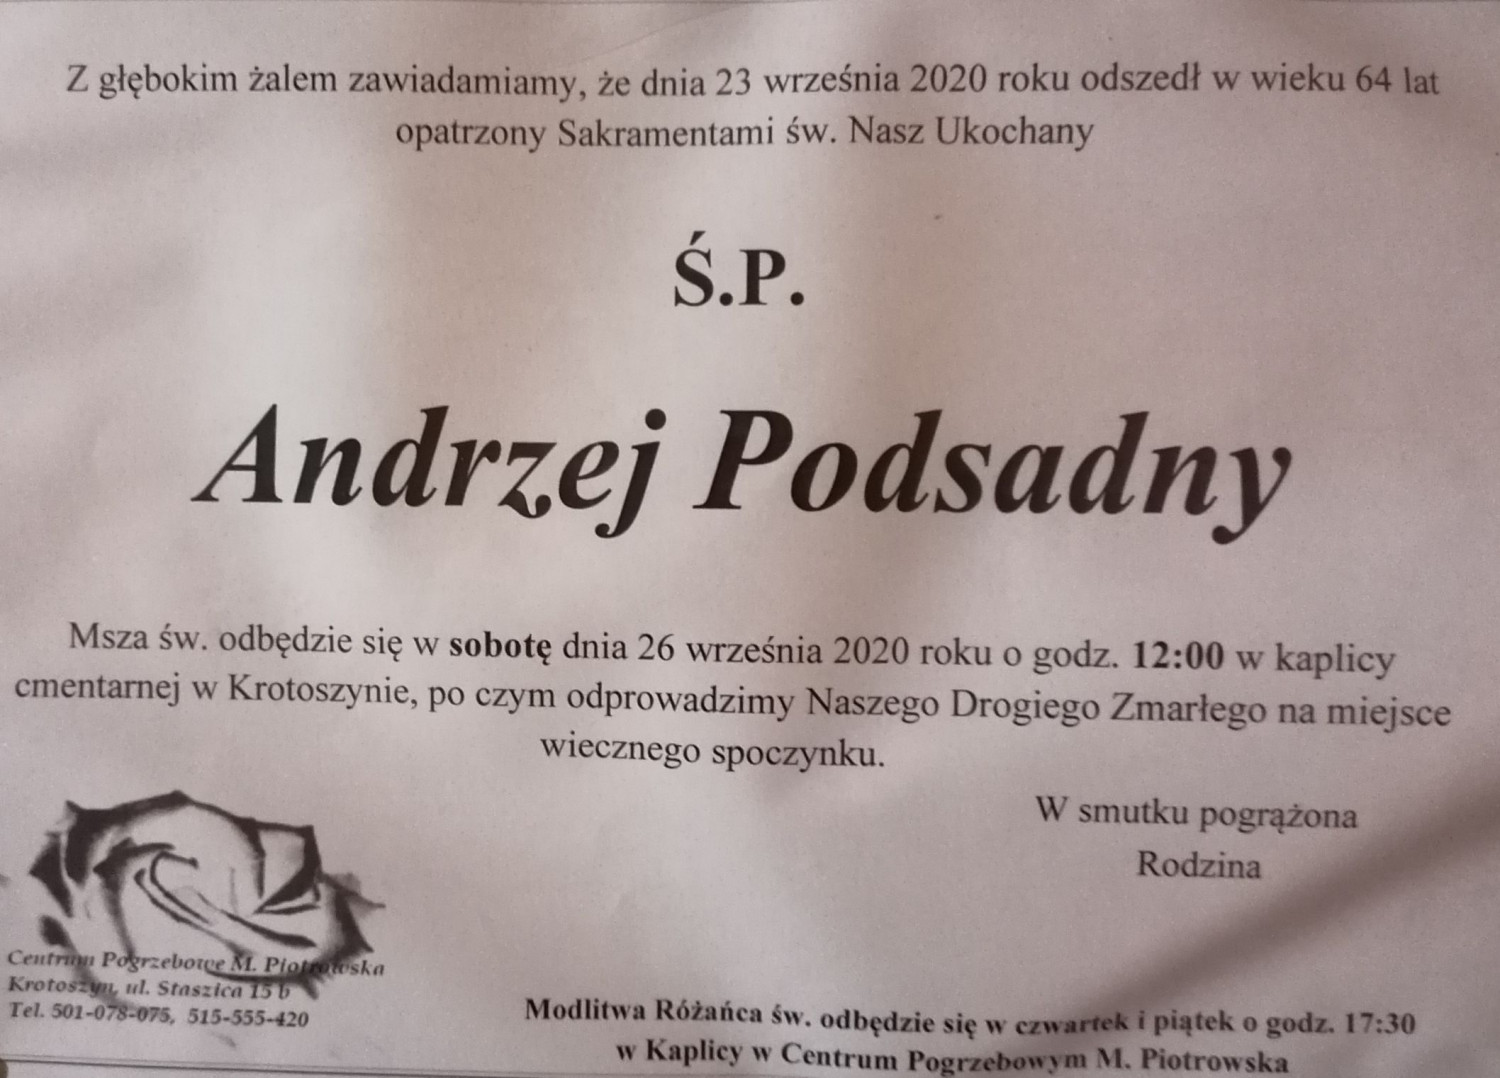 Z głębokim żalem zawiadamiamy, że dnia 23 września 2020 roku odszedł w wieku 64 lat
opatrzony Sakramentami św. Nasz Ukochany
Ś.P.
Andrzej Podsadny
Msza św. odbędzie się w sobotę dnia 26 września 2020 roku o godz. 12:00 w kaplicy
cmentarnej w Krotoszynie, po czym odprowadzimy Naszego Drogiego Zmarłego na miejsce
wiecznego spoczynku.
W smutku pogrążona
Rodzina
Centrum Pogrzebowe M. Piotrowska
Krotoszyn, ul. Staszica 15 b
Tel. 501-078-075, 515-555-420
Modlitwa Różańca św. odbędzie się w czwartek i piątek o godz. 17:30
w Kaplicy w Centrum Pogrzebowym M. Piotrowska